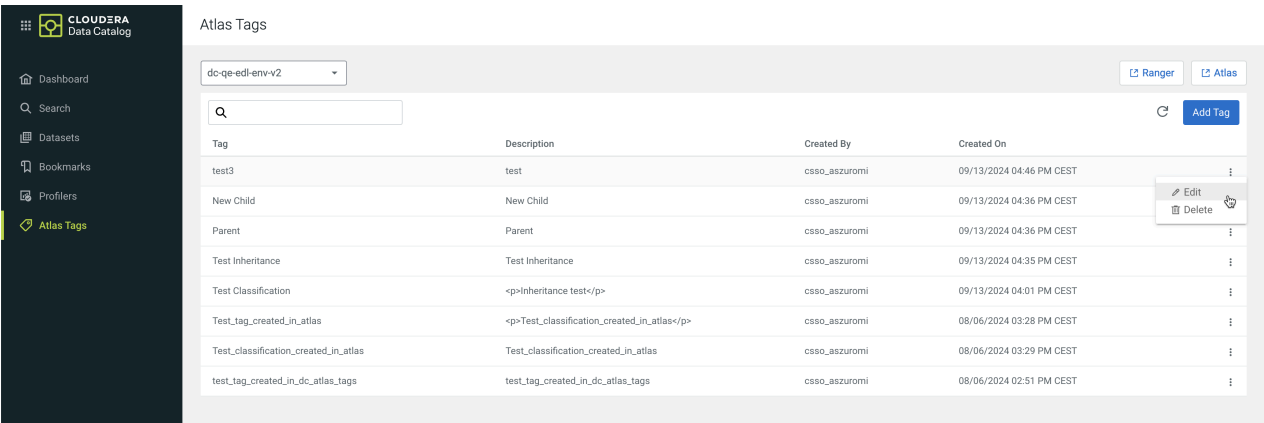 CLOUDERA
Data Catalog
Atlas Tags
Dashboard
Search
Datasets
Bookmarks
Profilers
Atlas Tags
dc-qe-edl-env-v2
Ranger
Atlas
Add Tag
Tag Description Created By Created On
test3 test csso_aszuromi 09/13/2024 04:46 PM CEST
Edit
Delete
New Child New Child csso_aszuromi 09/13/2024 04:36 PM CEST
Parent Parent csso_aszuromi 09/13/2024 04:36 PM CEST
Test Inheritance Test Inheritance csso_aszuromi 09/13/2024 04:35 PM CEST
Test Classification <p>Inheritance test</p> csso_aszuromi 09/13/2024 04:01 PM CEST
Test_tag_created_in_atlas <p>Test_classification_created_in_atlas</p> csso_aszuromi 08/06/2024 03:28 PM CEST
Test_classification_created_in_atlas Test_classification_created_in_atlas csso_aszuromi 08/06/2024 03:29 PM CEST
test_tag_created_in_dc_atlas_tags test_tag_created_in_dc_atlas_tags csso_aszuromi 08/06/2024 02:51 PM CEST